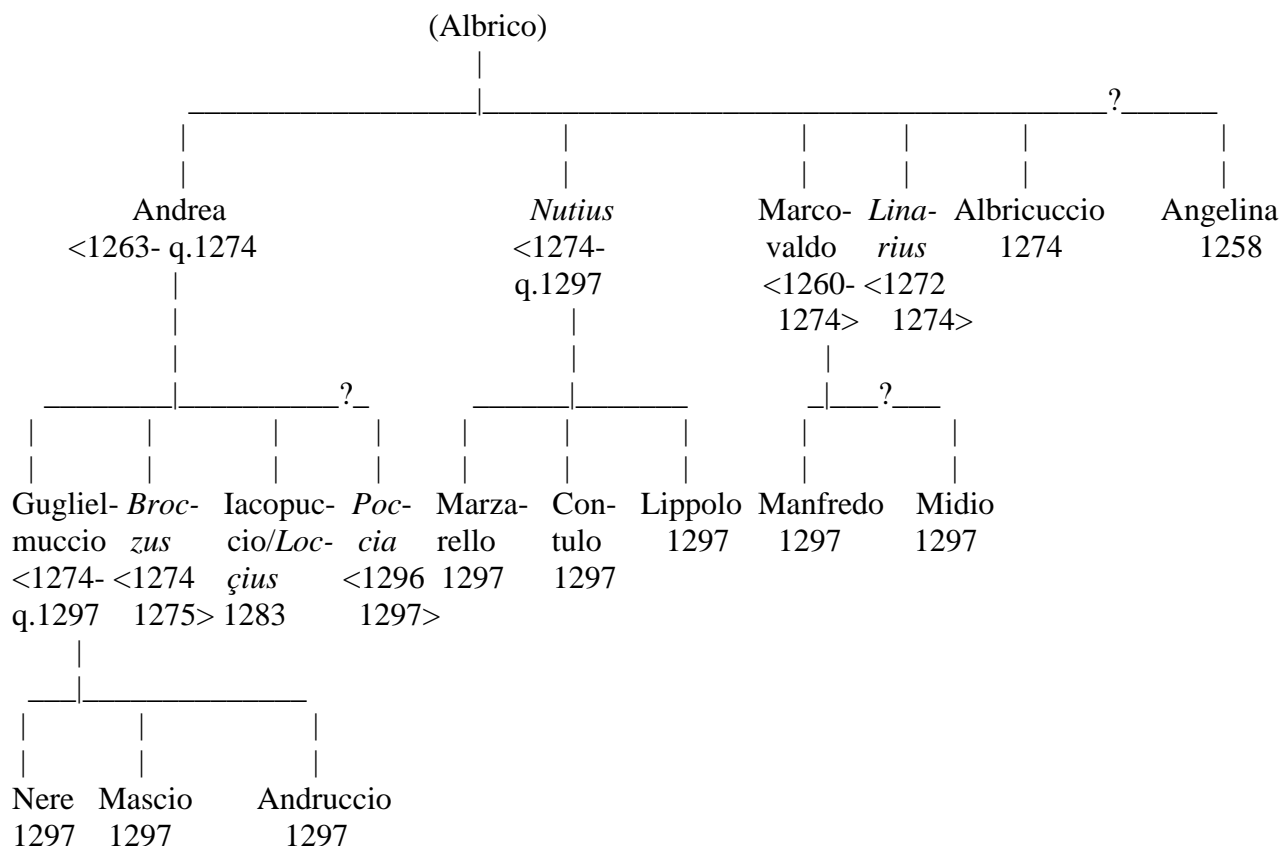 (Albrico)
?
Andrea Nutius Marco- Lina- Albricuccio Angelina
<1263- q.1274 <1274- valdo rius 1274 1258
q.1297 <1260- <1272
1274> 1274>
? ?
Gugliel- Broc- Iacopuc- Poc- Marza- Con- Lippolo Manfredo Midio
muccio zus cio/Loc- cia rello tulo 1297 1297 1297
<1274- <1274 çius <1296 1297 1297
q.1297 1275> 1283 1297>
Nere Mascio Andruccio
1297 1297 1297